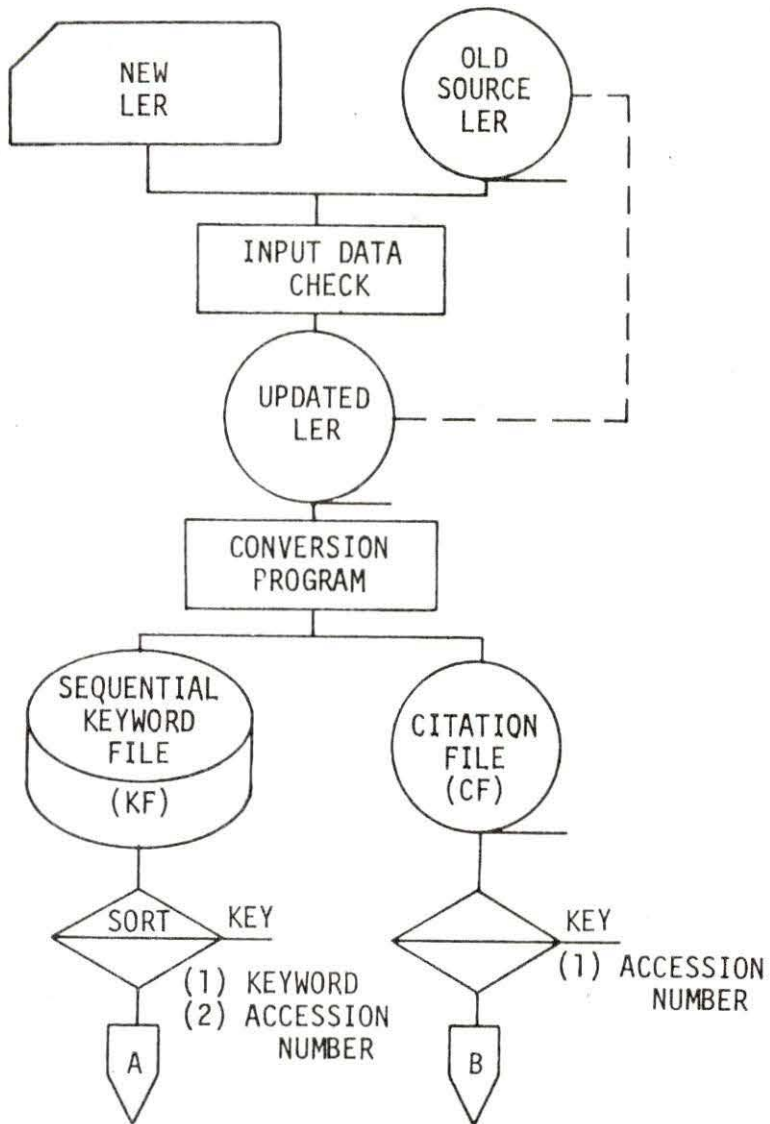 NEW
LER
OLD
SOURCE
LER
INPUT DATA
CHECK
UPDATED
LER
CONVERSION
PROGRAM
SEQUENTIAL
KEYWORD
FILE
(KF)
CITATION
FILE
(CF)
SORT
KEY
(1) KEYWORD
(2) ACCESSION
NUMBER
KEY
(1) ACCESSION
NUMBER
A
B